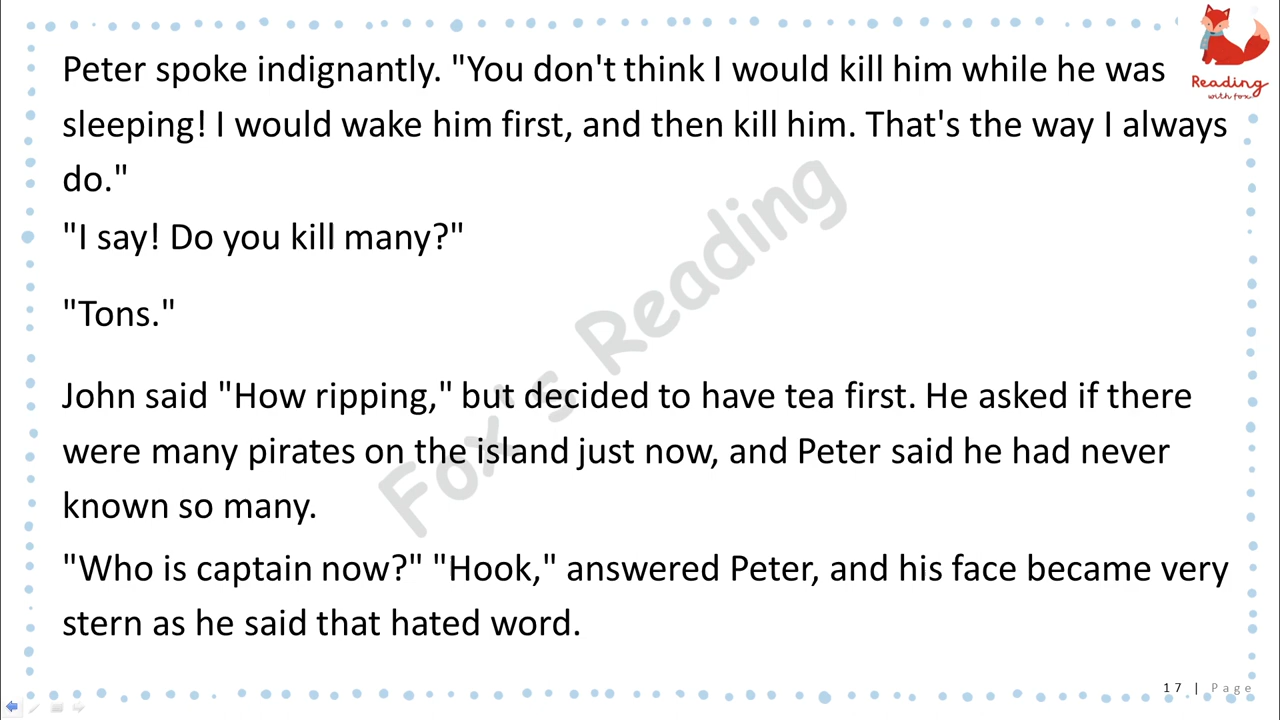 Reading
with fox
Peter spoke indignantly. "You don't think I would kill him while he was
sleeping! I would wake him first, and then kill him. That's the way I always
do."
"I say! Do you kill many?"
"Tons."
John said "How ripping," but decided to have tea first. He asked if there
were many pirates on the island just now, and Peter said he had never
known so many.
"Who is captain now?" "Hook," answered Peter, and his face became very
stern as he said that hated word.
Fox's Reading
17 | Page